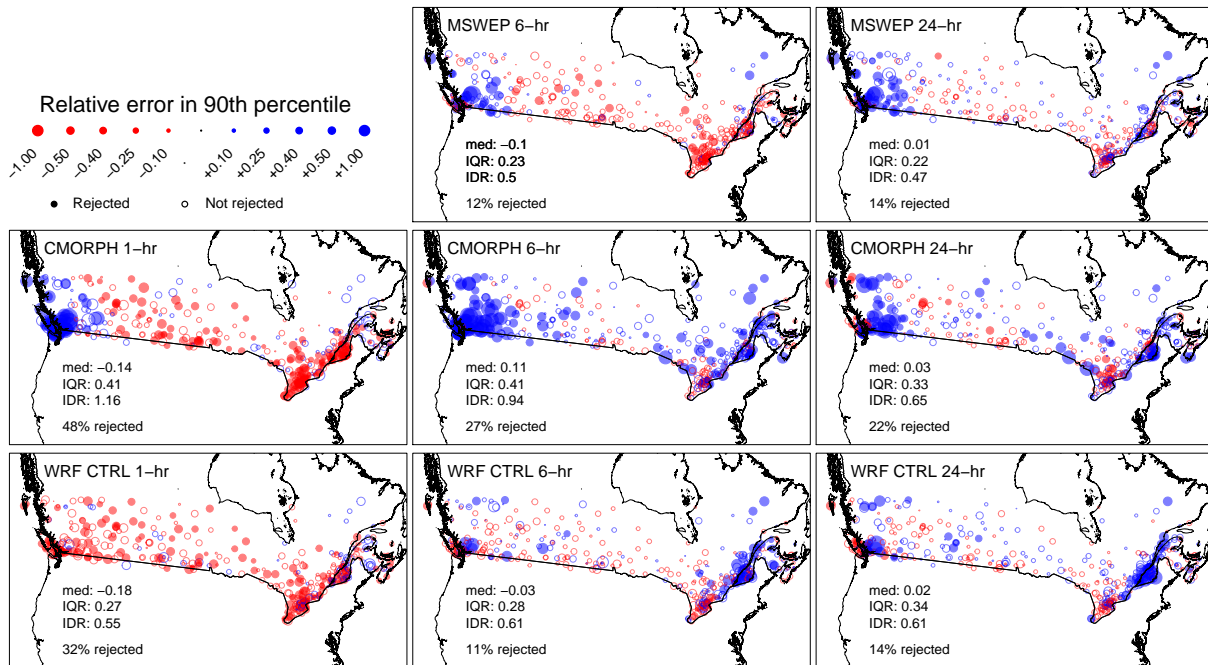 Relative error in 90th percentile
−1.00 −0.50 −0.40 −0.25 −0.10 . +0.10 +0.25 +0.40 +0.50 +1.00
Rejected Not rejected
MSWEP 6−hr
med: −0.1
IQR: 0.23
IDR: 0.5
12% rejected
MSWEP 24−hr
med: 0.01
IQR: 0.22
IDR: 0.47
14% rejected
CMORPH 1−hr
med: −0.14
IQR: 0.41
IDR: 1.16
48% rejected
CMORPH 6−hr
med: 0.11
IQR: 0.41
IDR: 0.94
27% rejected
CMORPH 24−hr
med: 0.03
IQR: 0.33
IDR: 0.65
22% rejected
WRF CTRL 1−hr
med: −0.18
IQR: 0.27
IDR: 0.55
32% rejected
WRF CTRL 6−hr
med: −0.03
IQR: 0.28
IDR: 0.61
11% rejected
WRF CTRL 24−hr
med: 0.02
IQR: 0.34
IDR: 0.61
14% rejected